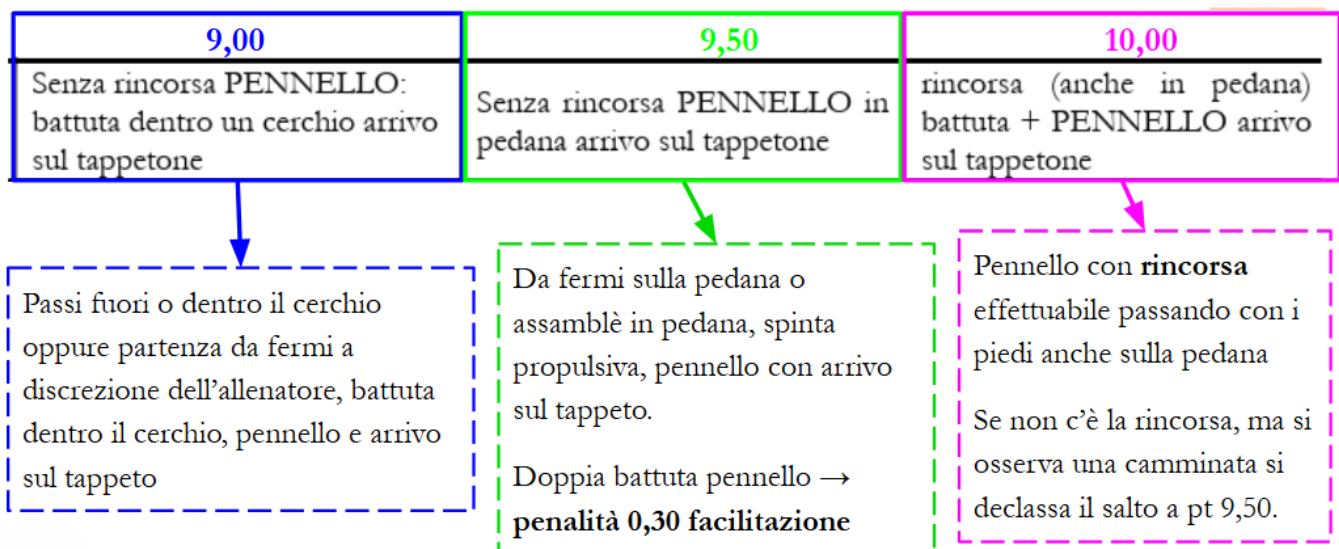 9,00
Senza rincorsa PENNELLO:
battuta dentro un cerchio arrivo
sul tappetone
9,50
Senza rincorsa PENNELLO in
pedana arrivo sul tappetone
10,00
rincorsa (anche in pedana)
battuta + PENNELLO arrivo
sul tappetone
Passi fuori o dentro il cerchio
oppure partenza da fermi a
discrezione dell’allenatore, battuta
dentro il cerchio, pennello e arrivo
sul tappeto
Da fermi sulla pedana o
assamblè in pedana, spinta
propulsiva, pennello con arrivo
sul tappeto.
Doppia battuta pennello →
penalità 0,30 facilitazione
Pennello con rincorsa
effettuabile passando con i
piedi anche sulla pedana
Se non c’è la rincorsa, ma si
osserva una camminata si
declassa il salto a pt 9,50.